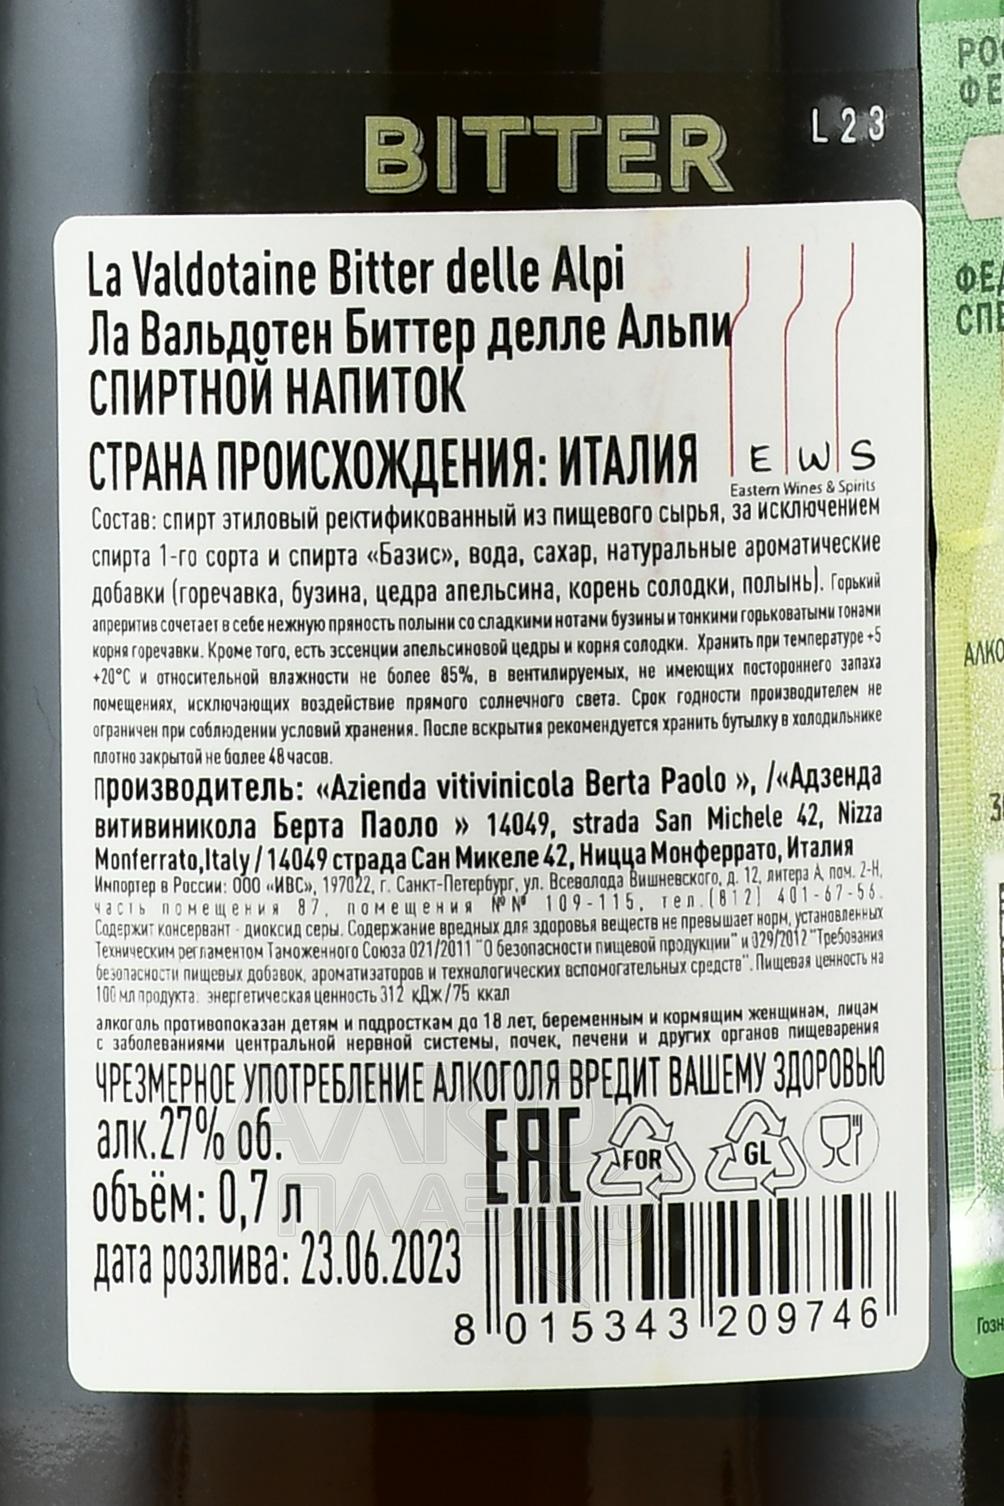 BITTER
L 2 3
La Valdotaine Bitter delle Alpi
Ла Вальдотен Биттер делле Альпи
СПИРТНОЙ НАПИТОК
СТРАНА ПРОИСХОЖДЕНИЯ: ИТАЛИЯ
E W S
Eastern Wines & Spirits
Состав: спирт этиловый ректификованный из пищевого сырья, за исключением
спирта 1-го сорта и спирта «Базис», вода, сахар, натуральные ароматические
добавки (горечавка, бузина, цедра апельсина, корень солодки, полынь). Горький
аперитив сочетает в себе нежную пряность полыни со сладкими нотами бузины и тонкими горьковатыми тонами
корня горечавки. Кроме того, есть эссенции апельсиновой цедры и корня солодки. Хранить при температуре +5
+20°С и относительной влажности не более 85%, в вентилируемых, не имеющих постороннего запаха
помещениях, исключающих воздействие прямого солнечного света. Срок годности производителем не
ограничен при соблюдении условий хранения. После вскрытия рекомендуется хранить бутылку в холодильнике
плотно закрытой не более 48 часов.
производитель: «Azienda vitivinicola Berta Paolo », /«Адзенда
витивиникола Берта Паоло » 14049, strada San Michele 42, Nizza
Monferrato,Italy / 14049 страда Сан Микеле 42, Ницца Монферрато, Италия
Импортер в России: ООО «ИВС», 197022, г. Санкт-Петербург, ул. Всеволода Вишневского, д. 12, литера А, пом. 2-Н,
часть помещения 87, помещения №№ 109-115, тел.(812) 401-67-56.
Содержит консервант - диоксид серы. Содержание вредных для здоровья веществ не превышает норм, установленных
Техническим регламентом Таможенного Союза 021/2011 "О безопасности пищевой продукции" и 029/2012 "Требования
безопасности пищевых добавок, ароматизаторов и технологических вспомогательных средств". Пищевая ценность на
100 мл продукта: энергетическая ценность 312 кДж/75 ккал
алкоголь противопоказан детям и подросткам до 18 лет, беременным и кормящим женщинам, лицам
с заболеваниями центральной нервной системы, почек, печени и других органов пищеварения
ЧРЕЗМЕРНОЕ УПОТРЕБЛЕНИЕ АЛКОГОЛЯ ВРЕДИТ ВАШЕМУ ЗДОРОВЬЮ
алк.27% об.
объём: 0,7 л
дата розлива: 23.06.2023
EAC
FOR
GL
8 015343 209746
АЛКО
ПЛАЗА
РО
ФЕ
ФЕД
СПЕ
АЛКО
Гозн